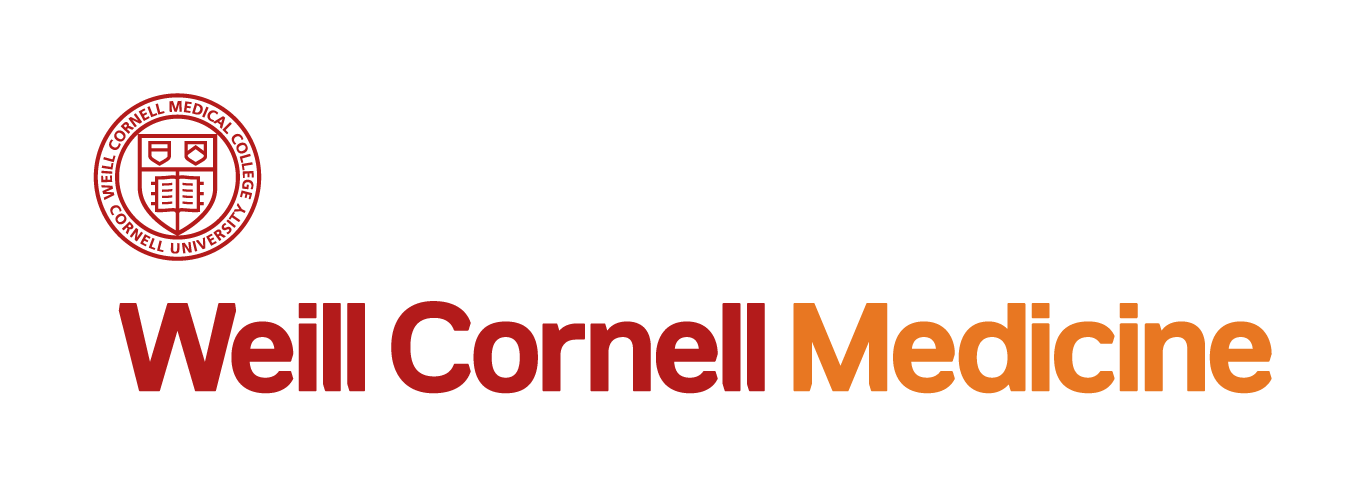 WEILL CORNELL MEDICAL COLLEGE
CORNELL UNIVERSITY
Weill Cornell Medicine